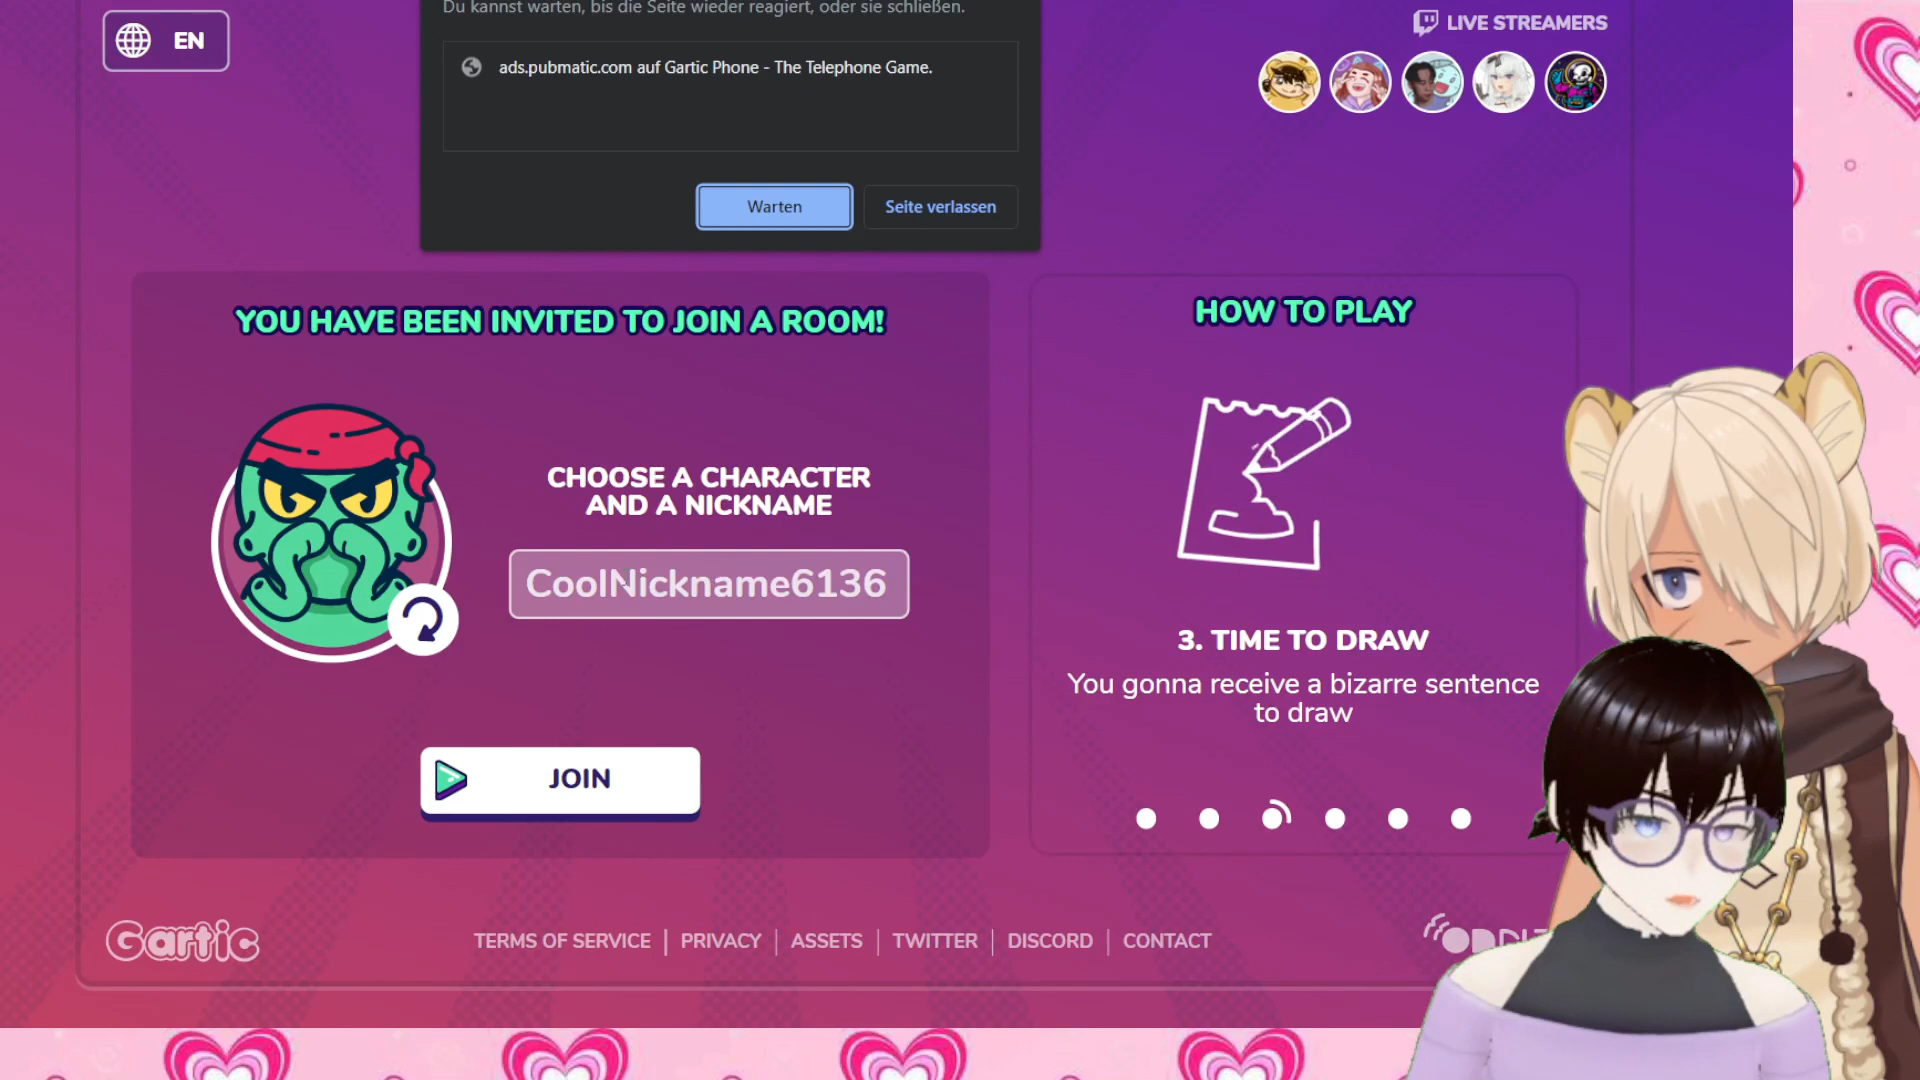 Du kannst warten, bis die Seite wieder reagiert, oder sie schließen.
EN
LIVE STREAMERS
ads.pubmatic.com auf Gartic Phone - The Telephone Game.
Warten
Seite verlassen
YOU HAVE BEEN INVITED TO JOIN A ROOM!
HOW TO PLAY
CHOOSE A CHARACTER
AND A NICKNAME
CoolNickname6136
3. TIME TO DRAW
You gonna receive a bizarre sentence
to draw
JOIN
Gartic
TERMS OF SERVICE | PRIVACY | ASSETS | TWITTER | DISCORD | CONTACT